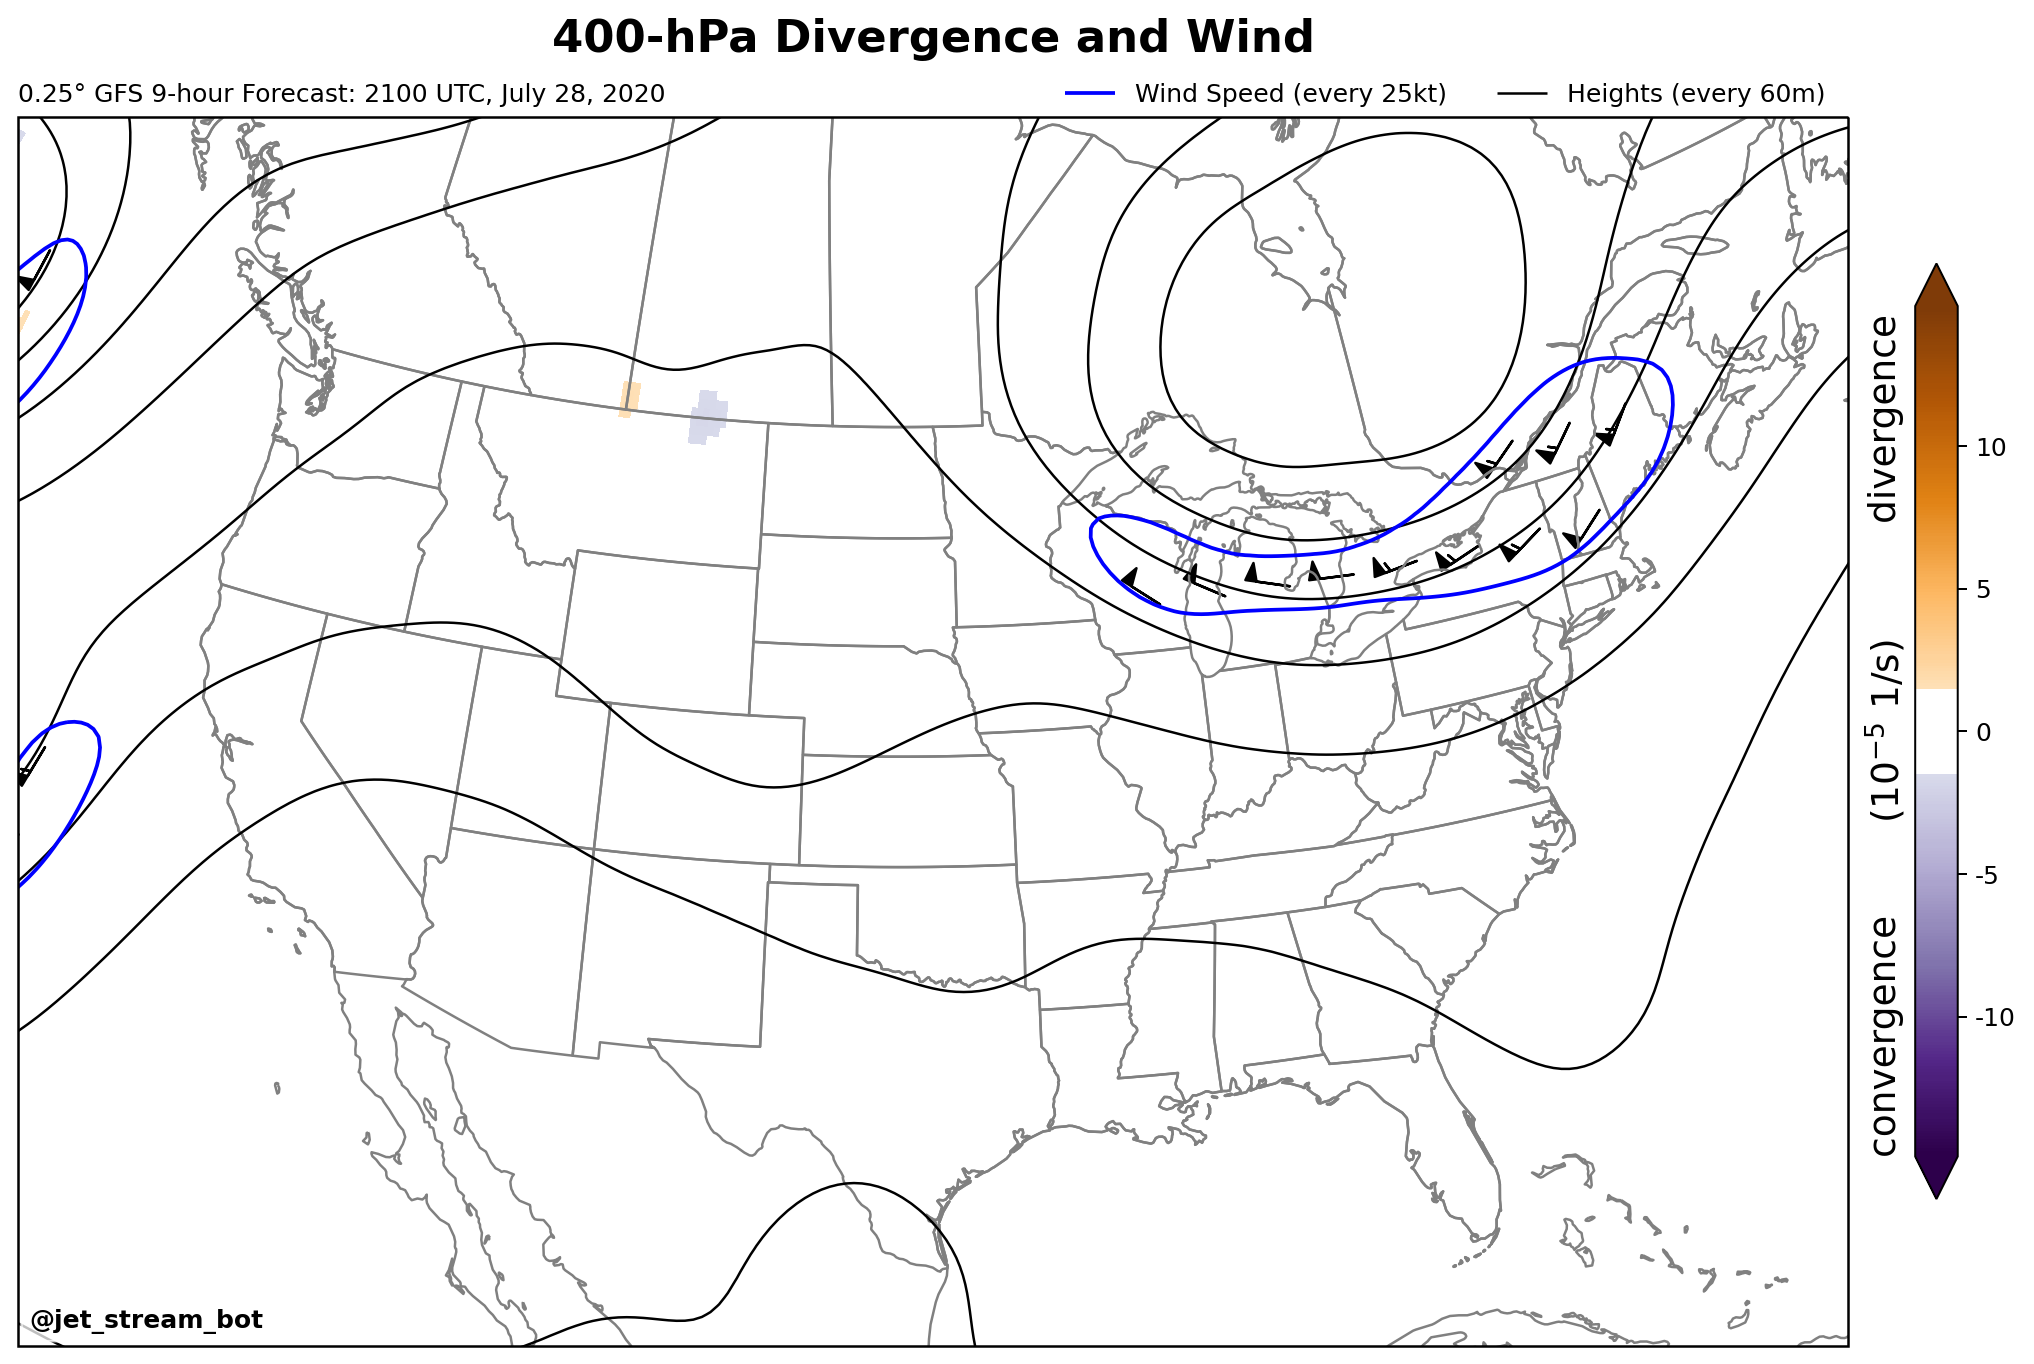 400-hPa Divergence and Wind
0.25° GFS 9-hour Forecast: 2100 UTC, July 28, 2020
Wind Speed (every 25kt)
Heights (every 60m)
divergence
(10⁻⁵ 1/s)
convergence
10
5
0
-5
-10
@jet_stream_bot